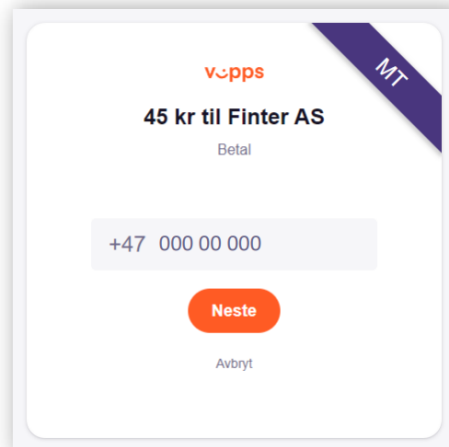 vipps
MT
45 kr til Finter AS
Betal
+47 000 00 000
Neste
Avbryt